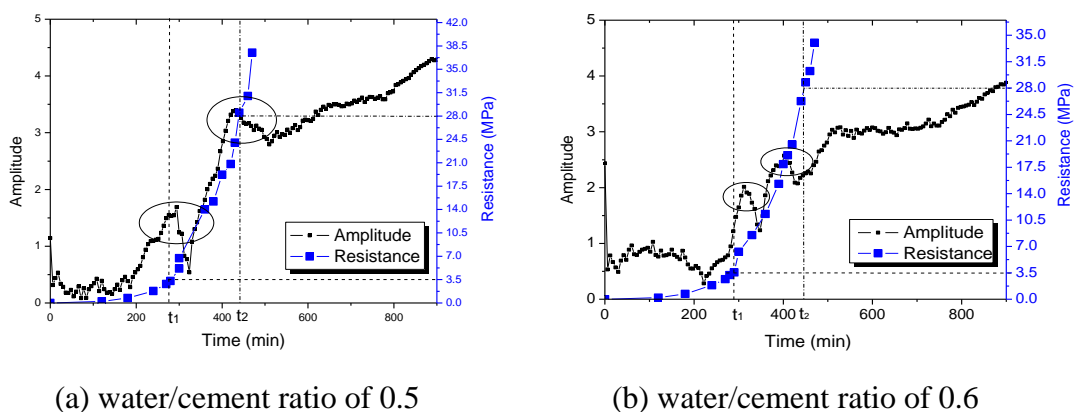 5
4
3
2
1
0
Amplitude
42.0
38.5
35.0
31.5
28.0
24.5
21.0
17.5
14.0
10.5
7.0
3.5
0.0
Resistance (MPa)
Amplitude
Resistance
0 200 t1 400 t2 600 800
Time (min)
(a) water/cement ratio of 0.5
5
4
3
2
1
0
Amplitude
35.0
31.5
28.0
24.5
21.0
17.5
14.0
10.5
7.0
3.5
0.0
Resistance (MPa)
Amplitude
Resistance
0 200 t1 400 t2 600 800
Time (min)
(b) water/cement ratio of 0.6